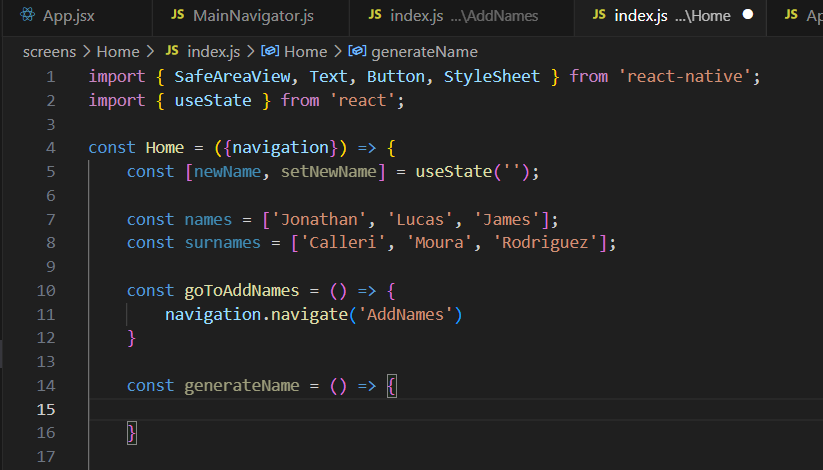 App.jsx JS MainNavigator.js JS index.js ...\AddNames JS index.js ...\Home JS Ap
screens > Home > JS index.js > Home > generateName
1 import { SafeAreaView, Text, Button, StyleSheet } from 'react-native';
2 import { useState } from 'react';
3
4 const Home = ({navigation}) => {
5 const [newName, setNewName] = useState('');
6
7 const names = ['Jonathan', 'Lucas', 'James'];
8 const surnames = ['Calleri', 'Moura', 'Rodriguez'];
9
10 const goToAddNames = () => {
11 navigation.navigate('AddNames')
12 }
13
14 const generateName = () => {
15
16 }
17